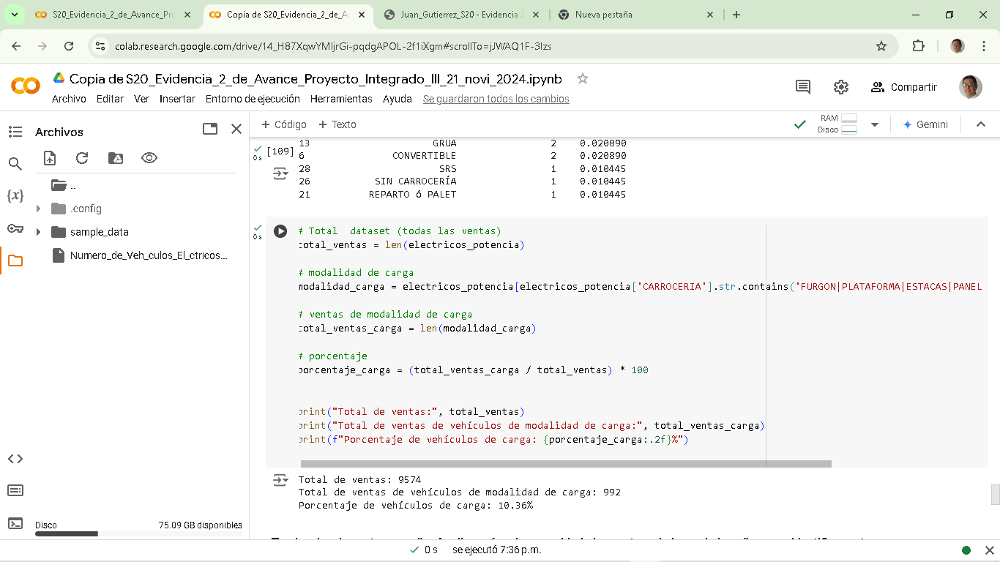 S20_Evidencia_2_de_Avance_Pro
Copia de S20_Evidencia_2_de_A
Juan_Gutierrez_S20 - Evidencia 2
Nueva pestaña
colab.research.google.com/drive/14_H87XqwYMljrGi-pqdgAPOL-2f1iXgm#scrollTo=jJWAQ1F-3lzs
Copia de S20_Evidencia_2_de_Avance_Proyecto_Integrado_III_21_novi_2024.ipynb
Archivo Editar Ver Insertar Entorno de ejecución Herramientas Ayuda Se guardaron todos los cambios
Compartir
Archivos
+ Código + Texto
RAM
Disco
Gemini
..
.config
sample_data
Numero_de_Veh_culos_El_ctricos...
Disco 75.09 GB disponibles
0 s
[109]
13 GRUA 2 0.020890
6 CONVERTIBLE 2 0.020890
28 SRS 1 0.010445
26 SIN CARROCERÍA 1 0.010445
21 REPARTO ó PALET 1 0.010445
0 s
# Total dataset (todas las ventas)
total_ventas = len(electricos_potencia)
# modalidad de carga
modalidad_carga = electricos_potencia[electricos_potencia['CARROCERIA'].str.contains('FURGON|PLATAFORMA|ESTACAS|PANEL
# ventas de modalidad de carga
total_ventas_carga = len(modalidad_carga)
# porcentaje
porcentaje_carga = (total_ventas_carga / total_ventas) * 100
print("Total de ventas:", total_ventas)
print("Total de ventas de vehículos de modalidad de carga:", total_ventas_carga)
print(f"Porcentaje de vehículos de carga: {porcentaje_carga:.2f}%")
Total de ventas: 9574
Total de ventas de vehículos de modalidad de carga: 992
Porcentaje de vehículos de carga: 10.36%
0 s se ejecutó 7:36 p.m.